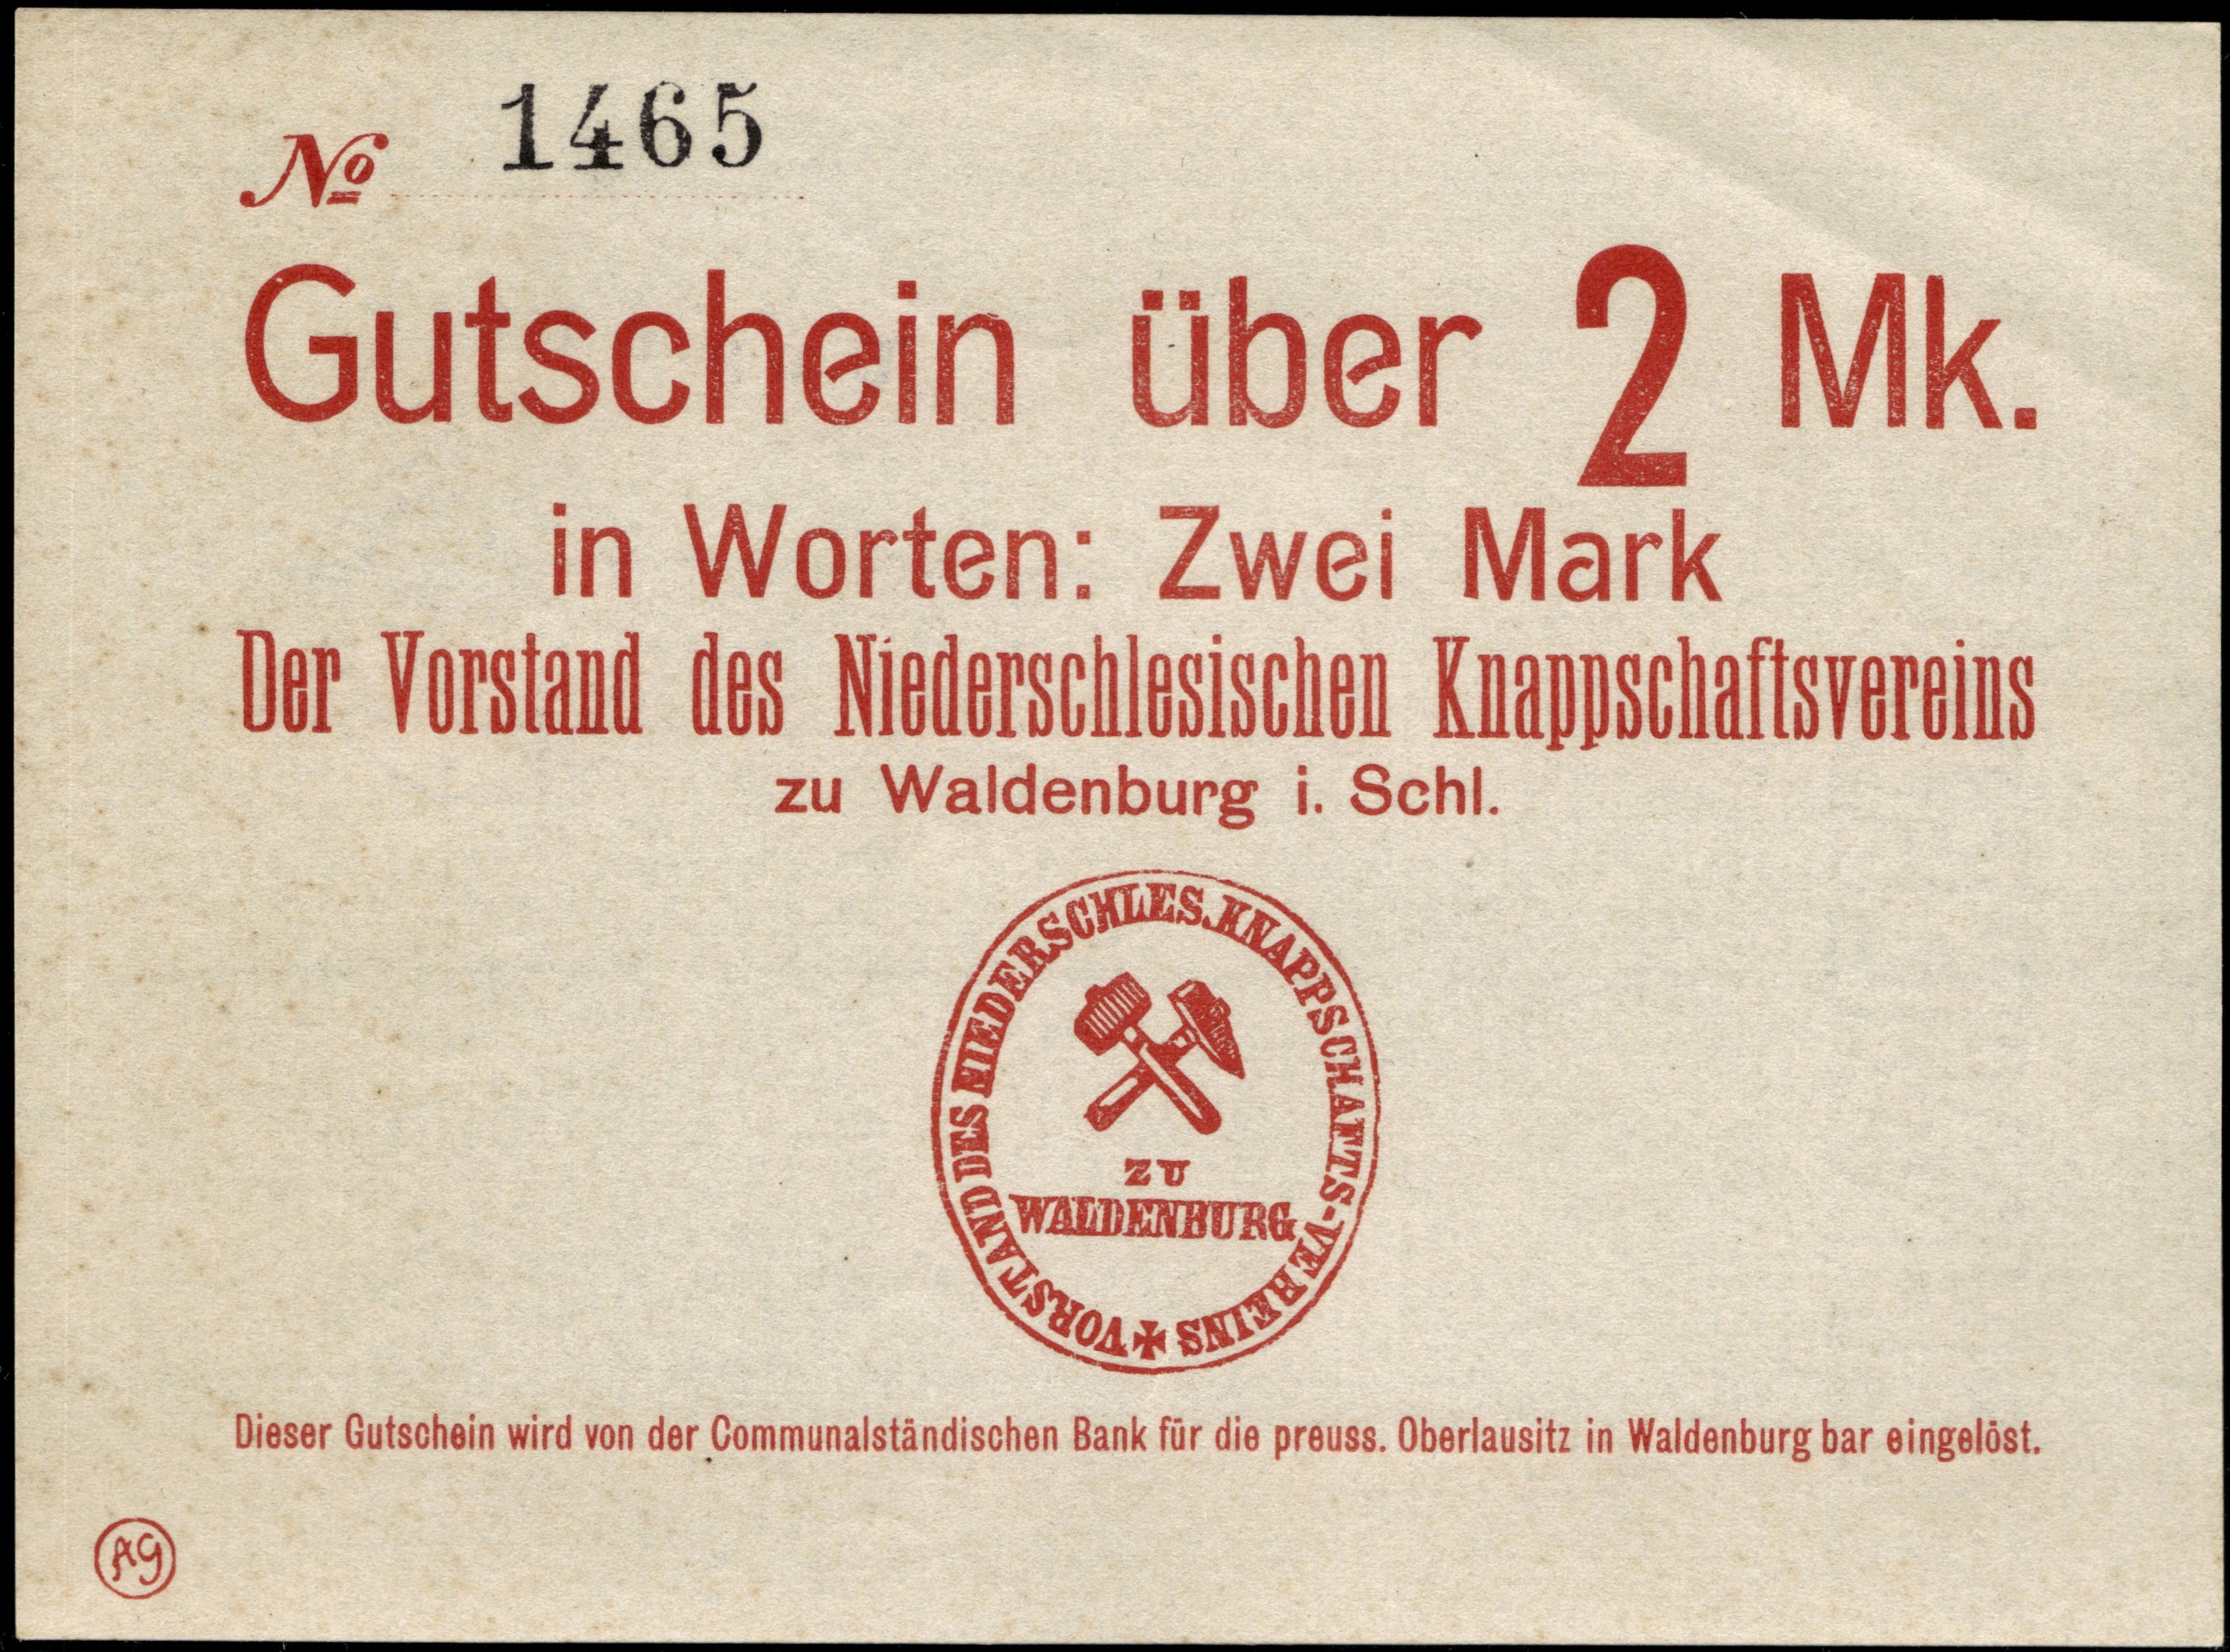 No 1465
Gutschein über 2 Mk.
in Worten: Zwei Mark
Der Vorstand des Niederschlesischen Knappschaftsvereins
zu Waldenburg i. Schl.
VORSTAND DES NIEDERSCHLES. KNAPPSCHAFTS-VEREINS
ZU
WALDENBURG
Dieser Gutschein wird von der Communalständischen Bank für die preuss. Oberlausitz in Waldenburg bar eingelöst.
AG